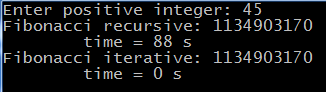 Enter positive integer: 45
Fibonacci recursive: 1134903170
time = 88 s
Fibonacci iterative: 1134903170
time = 0 s